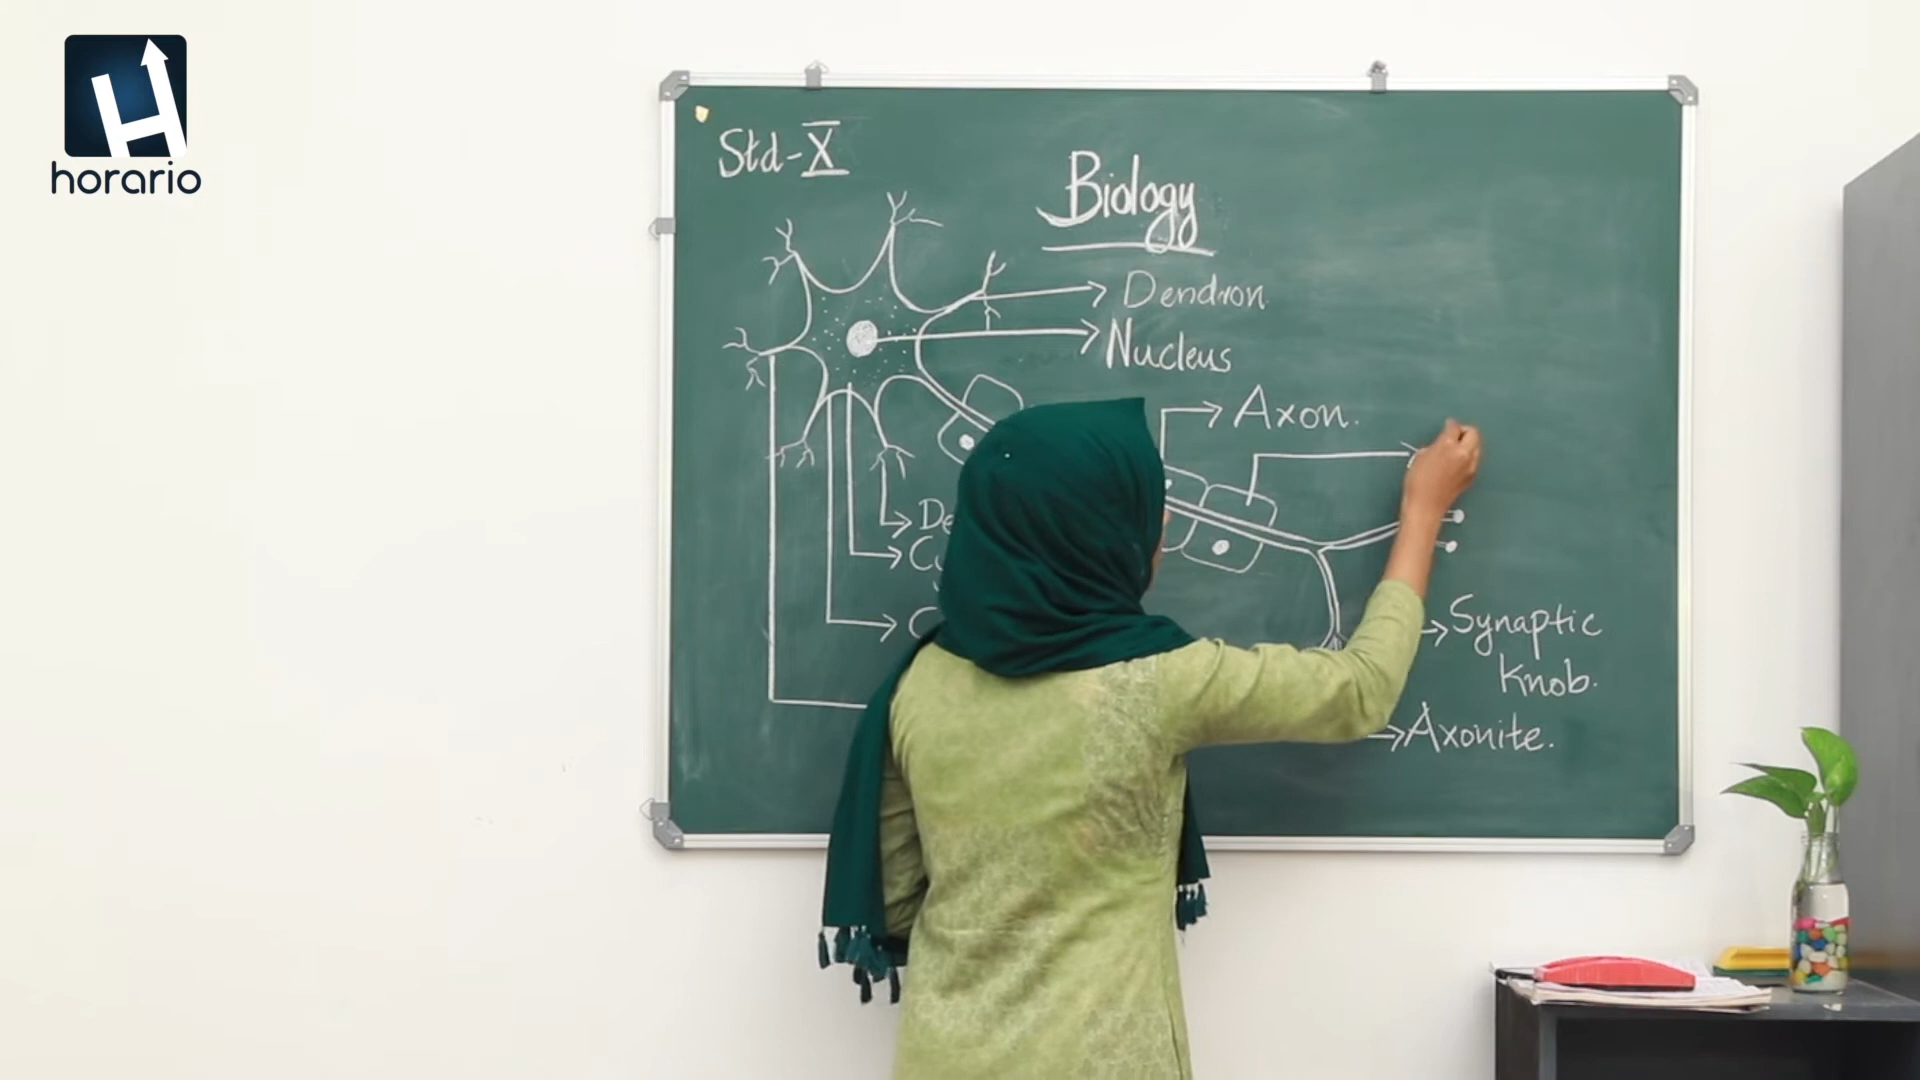 horario
Std-X
Biology
Dendron
Nucleus
Axon.
Synaptic
Knob.
Axonite.